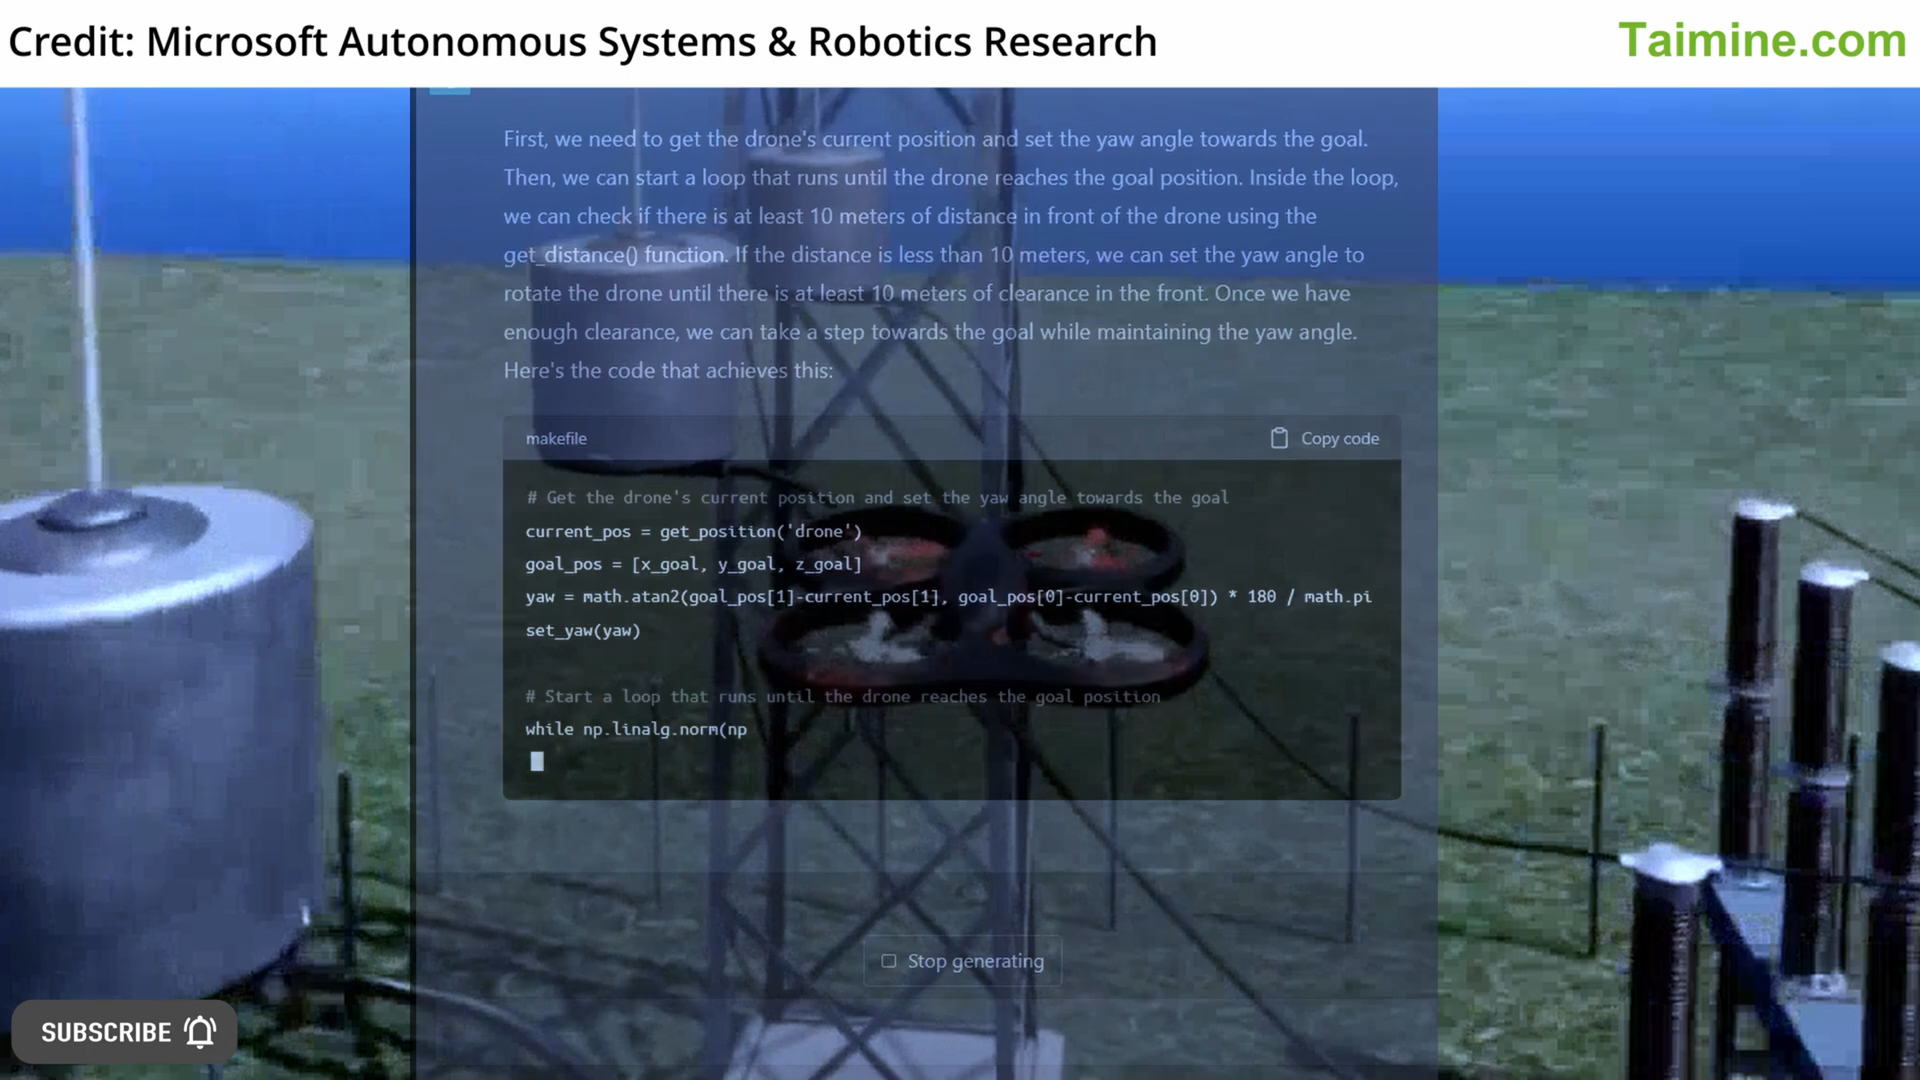 Credit: Microsoft Autonomous Systems & Robotics Research
Taimine.com
First, we need to get the drone's current position and set the yaw angle towards the goal.
Then, we can start a loop that runs until the drone reaches the goal position. Inside the loop,
we can check if there is at least 10 meters of distance in front of the drone using the
get_distance() function. If the distance is less than 10 meters, we can set the yaw angle to
rotate the drone until there is at least 10 meters of clearance in the front. Once we have
enough clearance, we can take a step towards the goal while maintaining the yaw angle.
Here's the code that achieves this:
makefile
Copy code
# Get the drone's current position and set the yaw angle towards the goal
current_pos = get_position('drone')
goal_pos = [x_goal, y_goal, z_goal]
yaw = math.atan2(goal_pos[1]-current_pos[1], goal_pos[0]-current_pos[0]) * 180 / math.pi
set_yaw(yaw)
# Start a loop that runs until the drone reaches the goal position
while np.linalg.norm(np
Stop generating
SUBSCRIBE